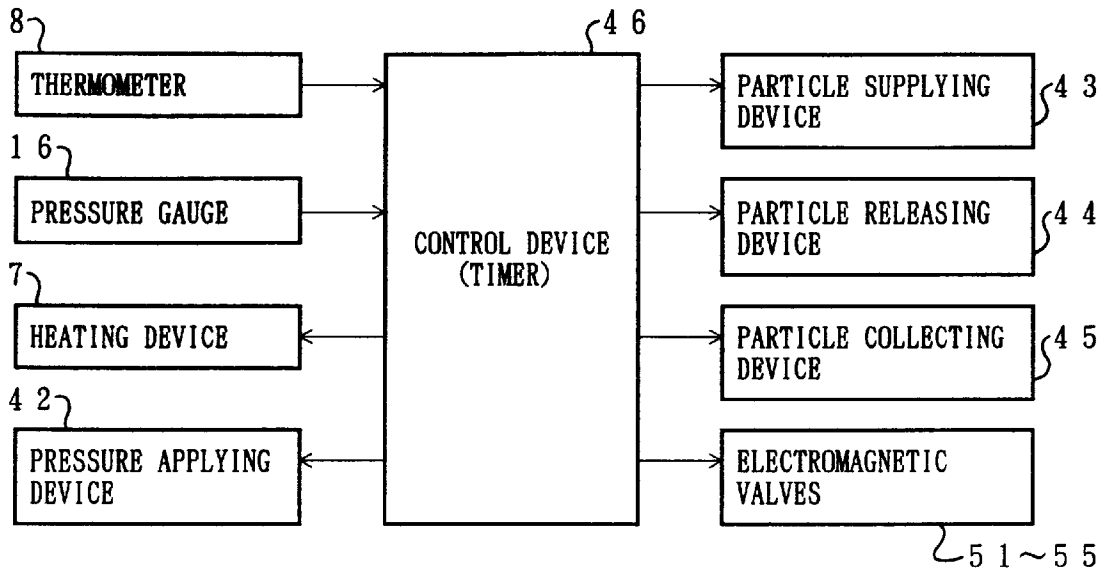 8
THERMOMETER
16
PRESSURE GAUGE
7
HEATING DEVICE
42
PRESSURE APPLYING
DEVICE
46
CONTROL DEVICE
(TIMER)
PARTICLE SUPPLYING
DEVICE
43
PARTICLE RELEASING
DEVICE
44
PARTICLE COLLECTING
DEVICE
45
ELECTROMAGNETIC
VALVES
51~55